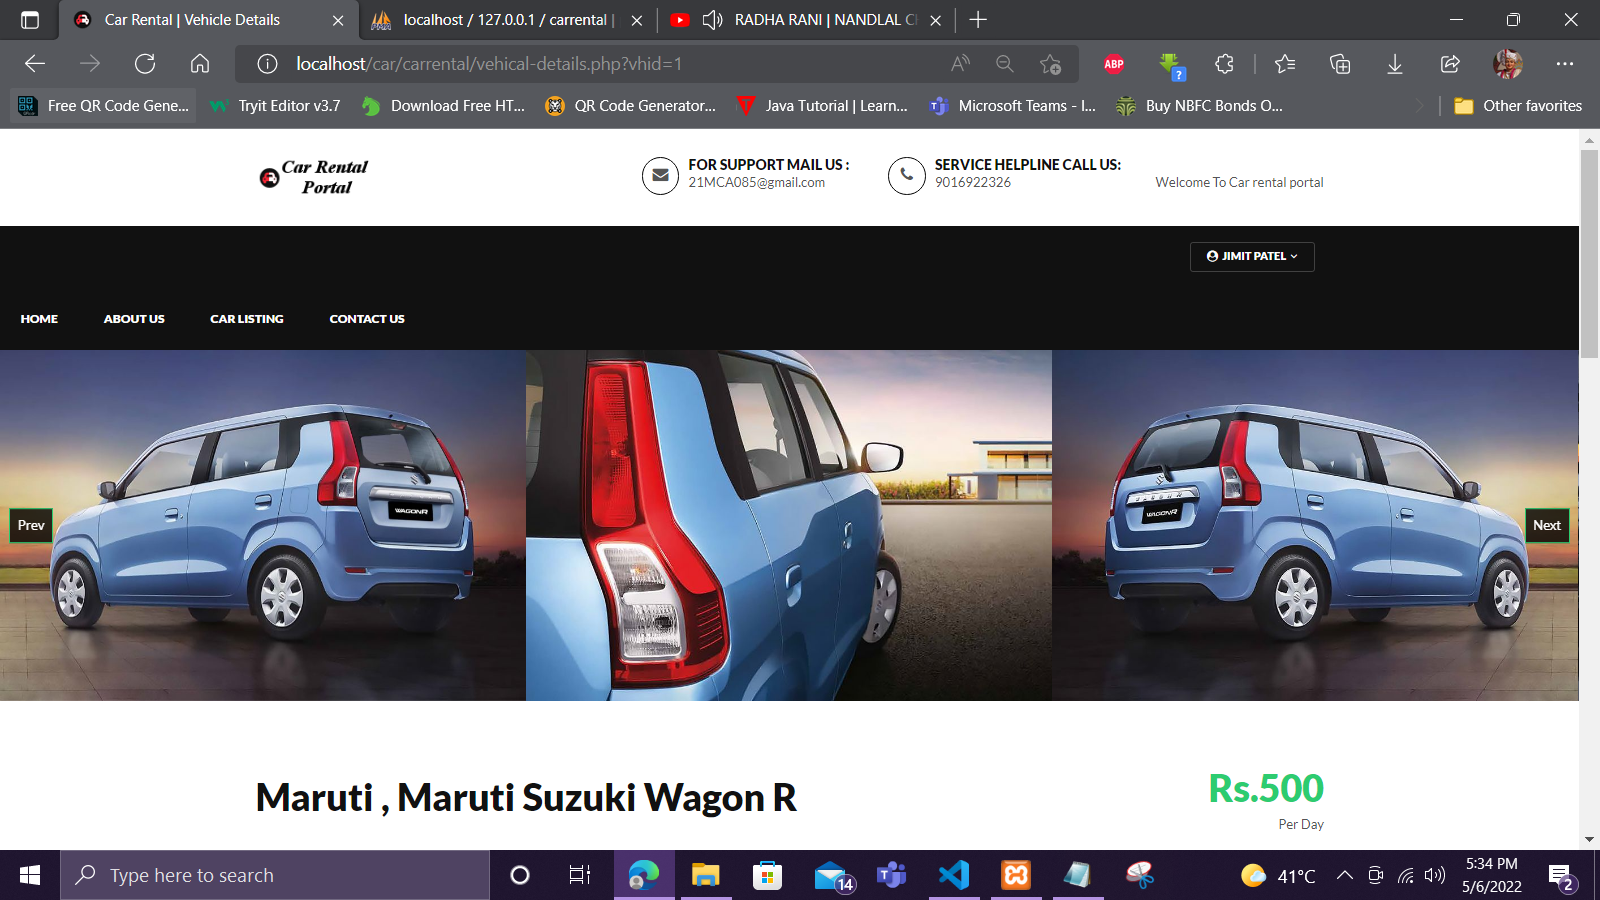 Car Rental | Vehicle Details
localhost / 127.0.0.1 / carrental |
RADHA RANI | NANDLAL
localhost/car/carrental/vehical-details.php?vhid=1
ABP
?
Free QR Code Gene...
Tryit Editor v3.7
Download Free HT...
QR Code Generator...
Java Tutorial | Learn...
Microsoft Teams - I...
Buy NBFC Bonds O...
Other favorites
Car Rental
Portal
FOR SUPPORT MAIL US :
21MCA085@gmail.com
SERVICE HELPLINE CALL US:
9016922326
Welcome To Car rental portal
JIMIT PATEL
HOME
ABOUT US
CAR LISTING
CONTACT US
WAGONR
WAGONR
Prev
Next
Maruti , Maruti Suzuki Wagon R
Rs.500
Per Day
Type here to search
14
41°C
5:34 PM
5/6/2022
2